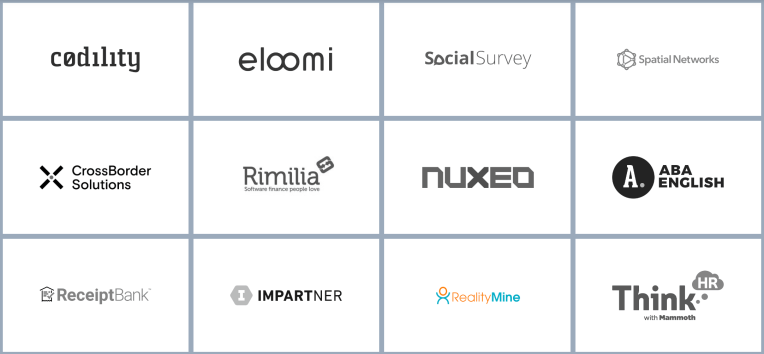 cødility
eloomi
SocialSurvey
Spatial Networks
CrossBorder
Solutions
Rimilia
Software finance people love
nuxeo
A.
ABA
ENGLISH
ReceiptBank
I
IMPARTNER
RealityMine
Think
HR
with Mammoth